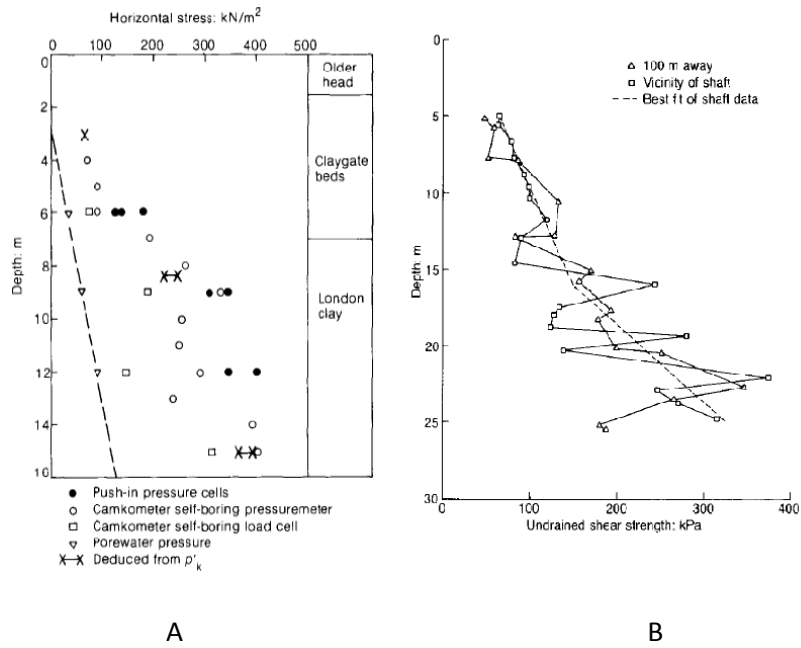 Horizontal stress: kN/m²
0 100 200 300 400 500
0
2
4
6
8
10
12
14
16
Depth: m
Older head
Claygate beds
London clay
Push-in pressure cells
Camkometer self-boring pressuremeter
Camkometer self-boring load cell
Porewater pressure
Deduced from p'k
A
0
5
10
15
20
25
30
Depth: m
100 m away
Vicinity of shaft
Best fit of shaft data
0 100 200 300 400
Undrained shear strength: kPa
B